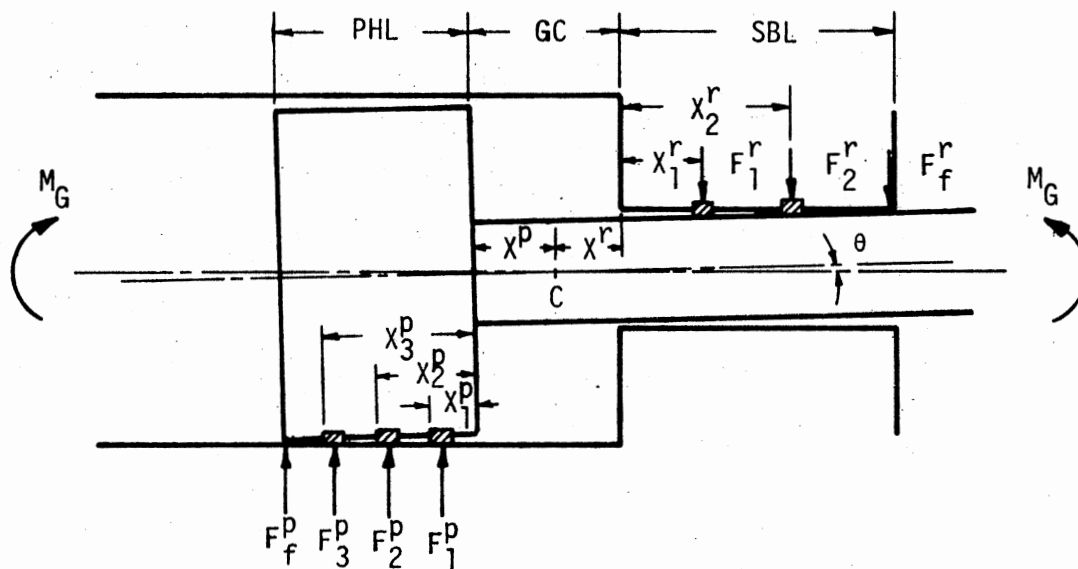 PHL GC SBL
X₂ʳ
X₁ʳ F₁ʳ F₂ʳ F_fʳ
M_G M_G
Xᵖ Xʳ θ
C
X₃ᵖ
X₂ᵖ
X₁ᵖ
F_fᵖ F₃ᵖ F₂ᵖ F₁ᵖ